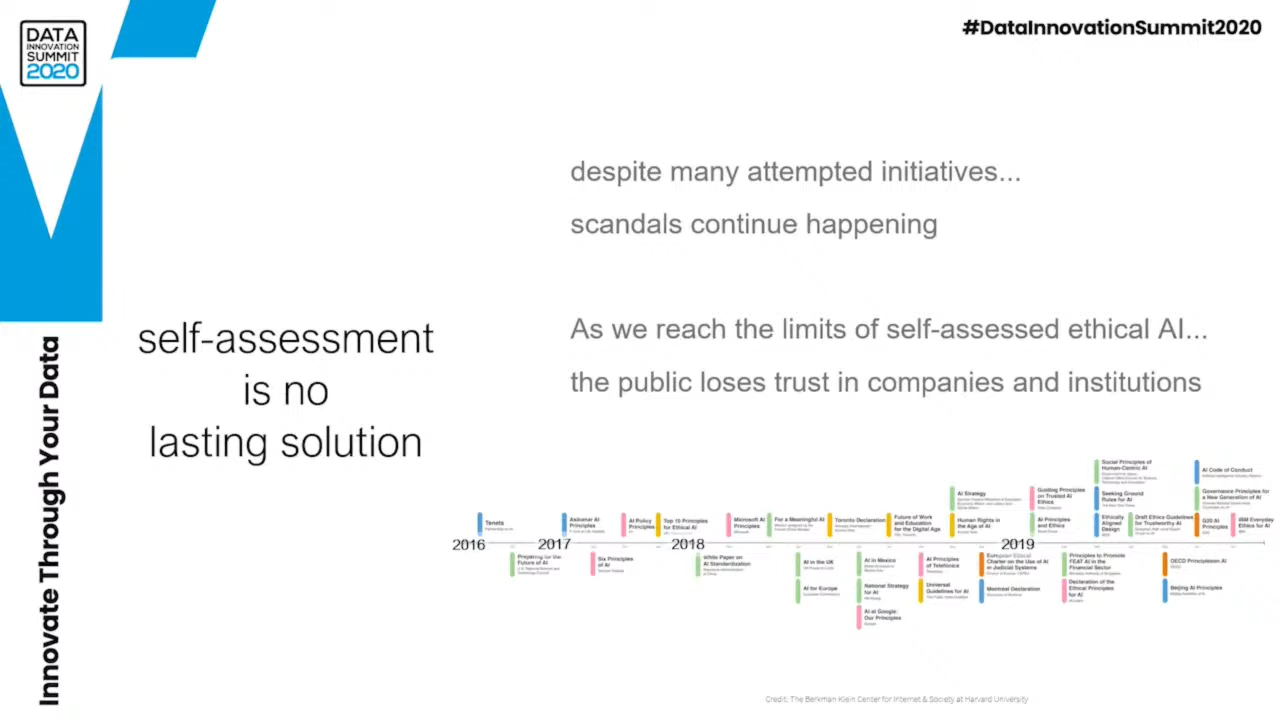 DATA
INNOVATION
SUMMIT
2020
#DataInnovationSummit2020
Innovate Through Your Data
self-assessment
is no
lasting solution
despite many attempted initiatives...
scandals continue happening
As we reach the limits of self-assessed ethical AI...
the public loses trust in companies and institutions
2016
2017
2018
2019
Tenets
Asilomar AI
Principles
AI Policy
Principles
Top 10 Principles
for Ethical AI
Microsoft AI
Principles
For a Meaningful AI
Toronto Declaration
Future of Work
and Education
for the Digital Age
AI Strategy
Human Rights in
the Age of AI
Guiding Principles
on Trusted AI
Ethics
AI Principles
and Ethics
Social Principles of
Human-Centric AI
Seeking Ground
Rules for AI
Ethically
Aligned
Design
Draft Ethics Guidelines
for Trustworthy AI
AI Code of Conduct
Governance Principles for
a New Generation of AI
G20 AI
Principles
IBM Everyday
Ethics for AI
Preparing for the
Future of AI
Six Principles
of AI
White Paper on
AI Standardization
AI in the UK
AI for Europe
AI in Mexico
National Strategy
for AI
AI at Google:
Our Principles
AI Principles
of Telefónica
Universal
Guidelines for AI
European Ethical
Charter on the Use of AI
in Judicial Systems
Montreal Declaration
Principles to Promote
FEAT AI in the
Financial Sector
Declaration of the
Ethical Principles
for AI
OECD Principles on AI
Beijing AI Principles
Credit: The Berkman Klein Center for Internet & Society at Harvard University